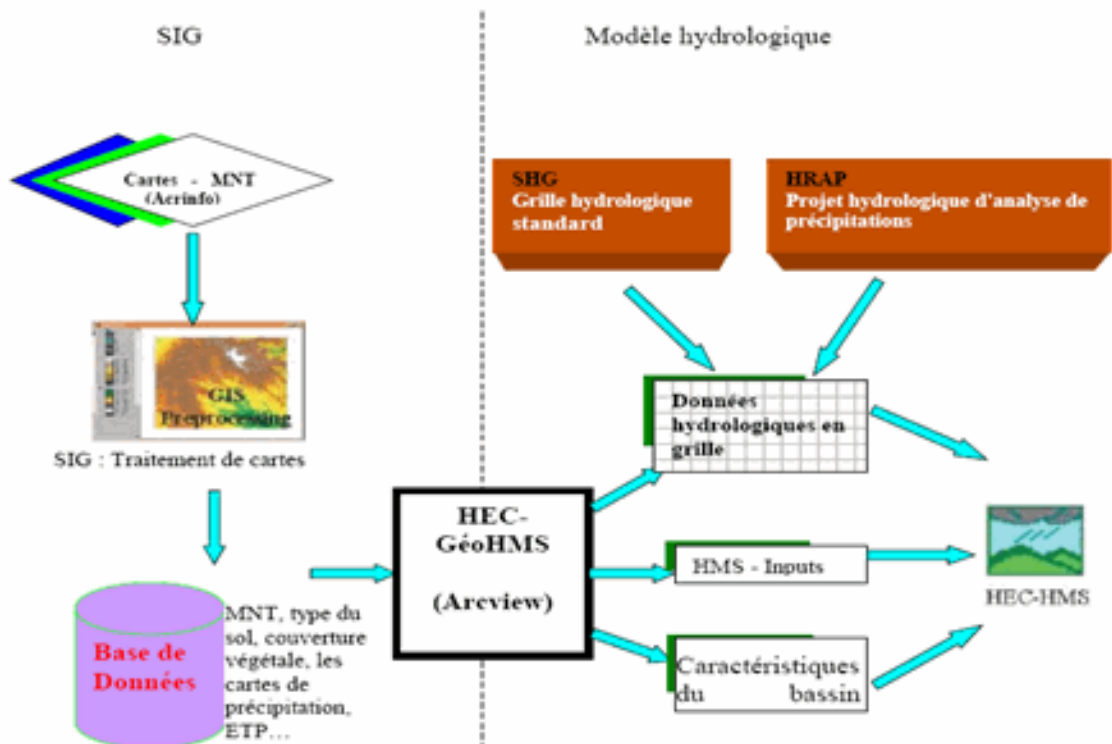 SIG
Modèle hydrologique
Cartes - MNT
(Acrinfo)
SHG
Grille hydrologique
standard
HRAP
Projet hydrologique d'analyse de
précipitations
GIS
Preprocessing
SIG : Traitement de cartes
Données
hydrologiques en
grille
HEC-
GéoHMS
(Arcview)
HMS - Inputs
HEC-HMS
Base de
Données
MNT, type du
sol, couverture
végétale, les
cartes de
précipitation,
ETP...
Caractéristiques
du bassin